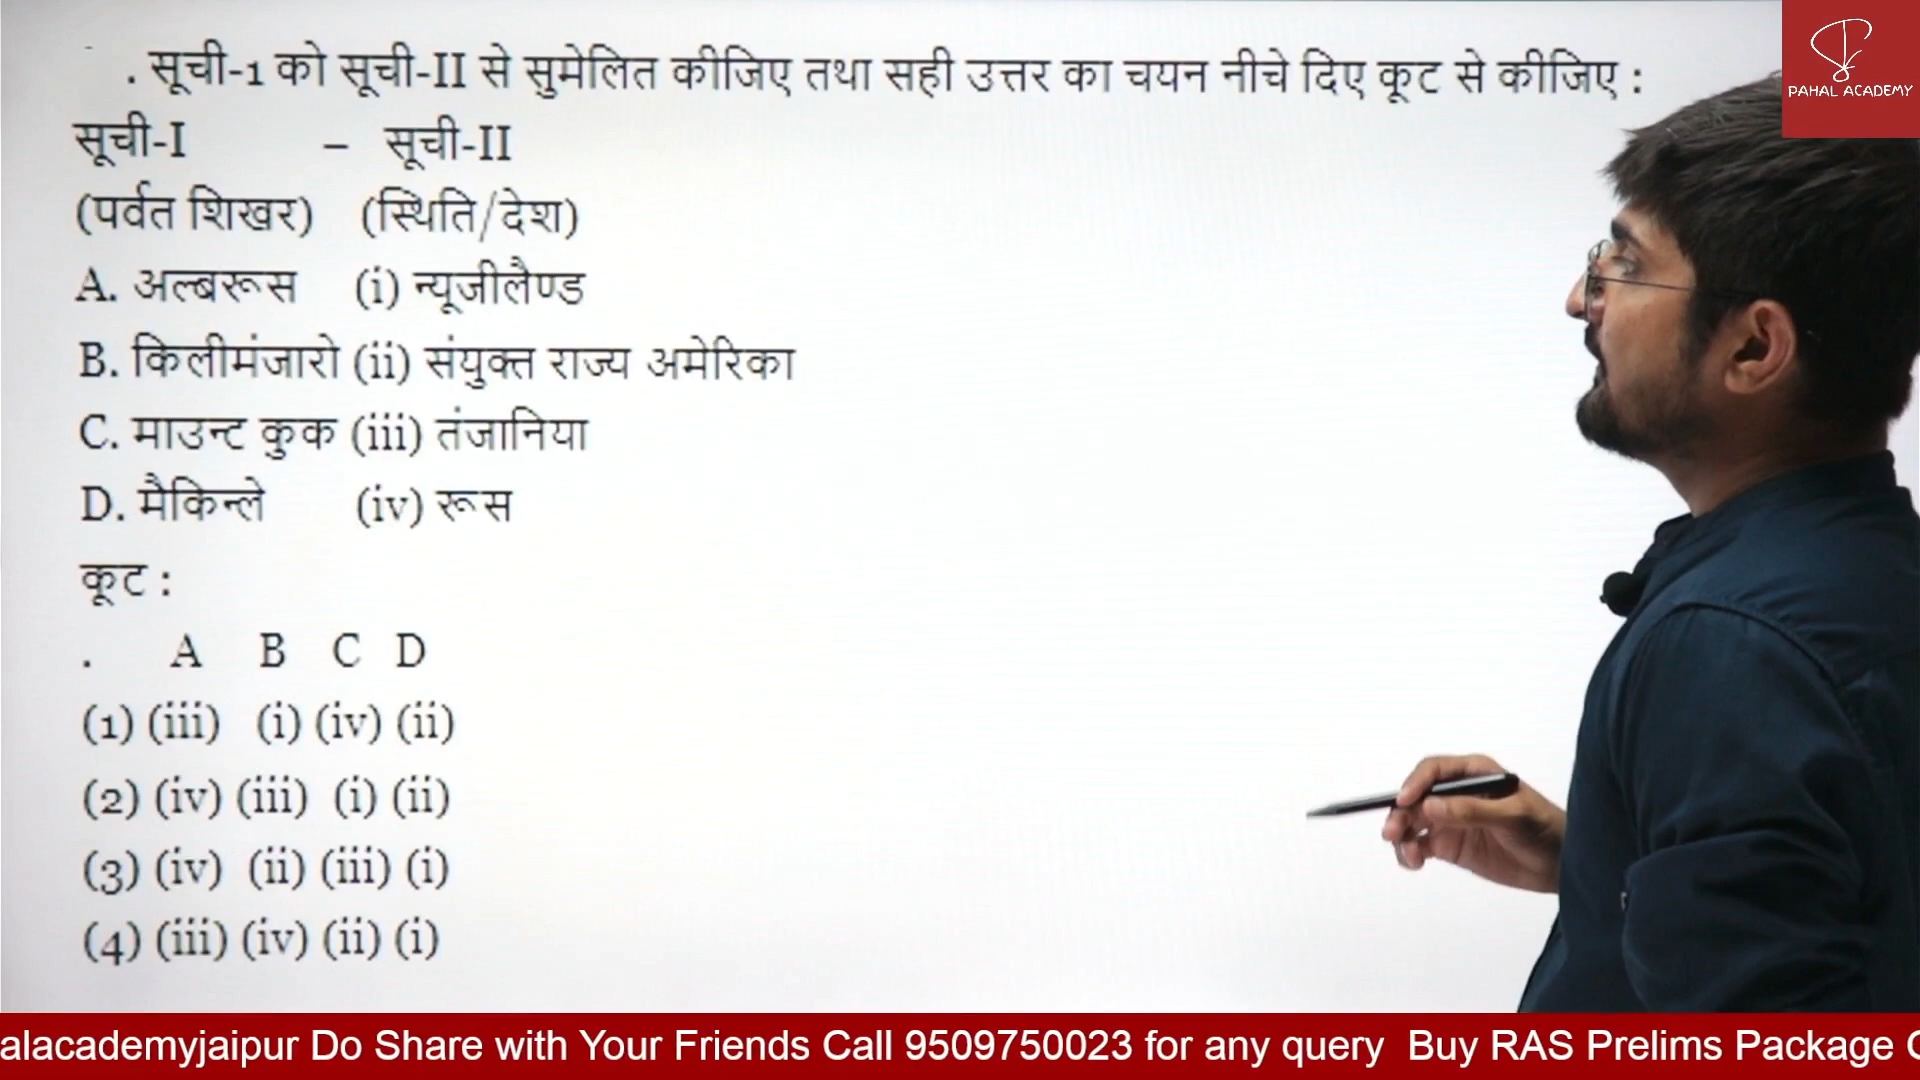 . सूची-1 को सूची-II से सुमेलित कीजिए तथा सही उत्तर का चयन नीचे दिए कूट से कीजिए :
सूची-I – सूची-II
(पर्वत शिखर) (स्थिति/देश)
A. अल्बरूस (i) न्यूजीलैण्ड
B. किलीमंजारो (ii) संयुक्त राज्य अमेरिका
C. माउन्ट कुक (iii) तंजानिया
D. मैकिन्ले (iv) रूस
कूट :
. A B C D
(1) (iii) (i) (iv) (ii)
(2) (iv) (iii) (i) (ii)
(3) (iv) (ii) (iii) (i)
(4) (iii) (iv) (ii) (i)
PAHAL ACADEMY
alacademyjaipur Do Share with Your Friends Call 9509750023 for any query Buy RAS Prelims Package